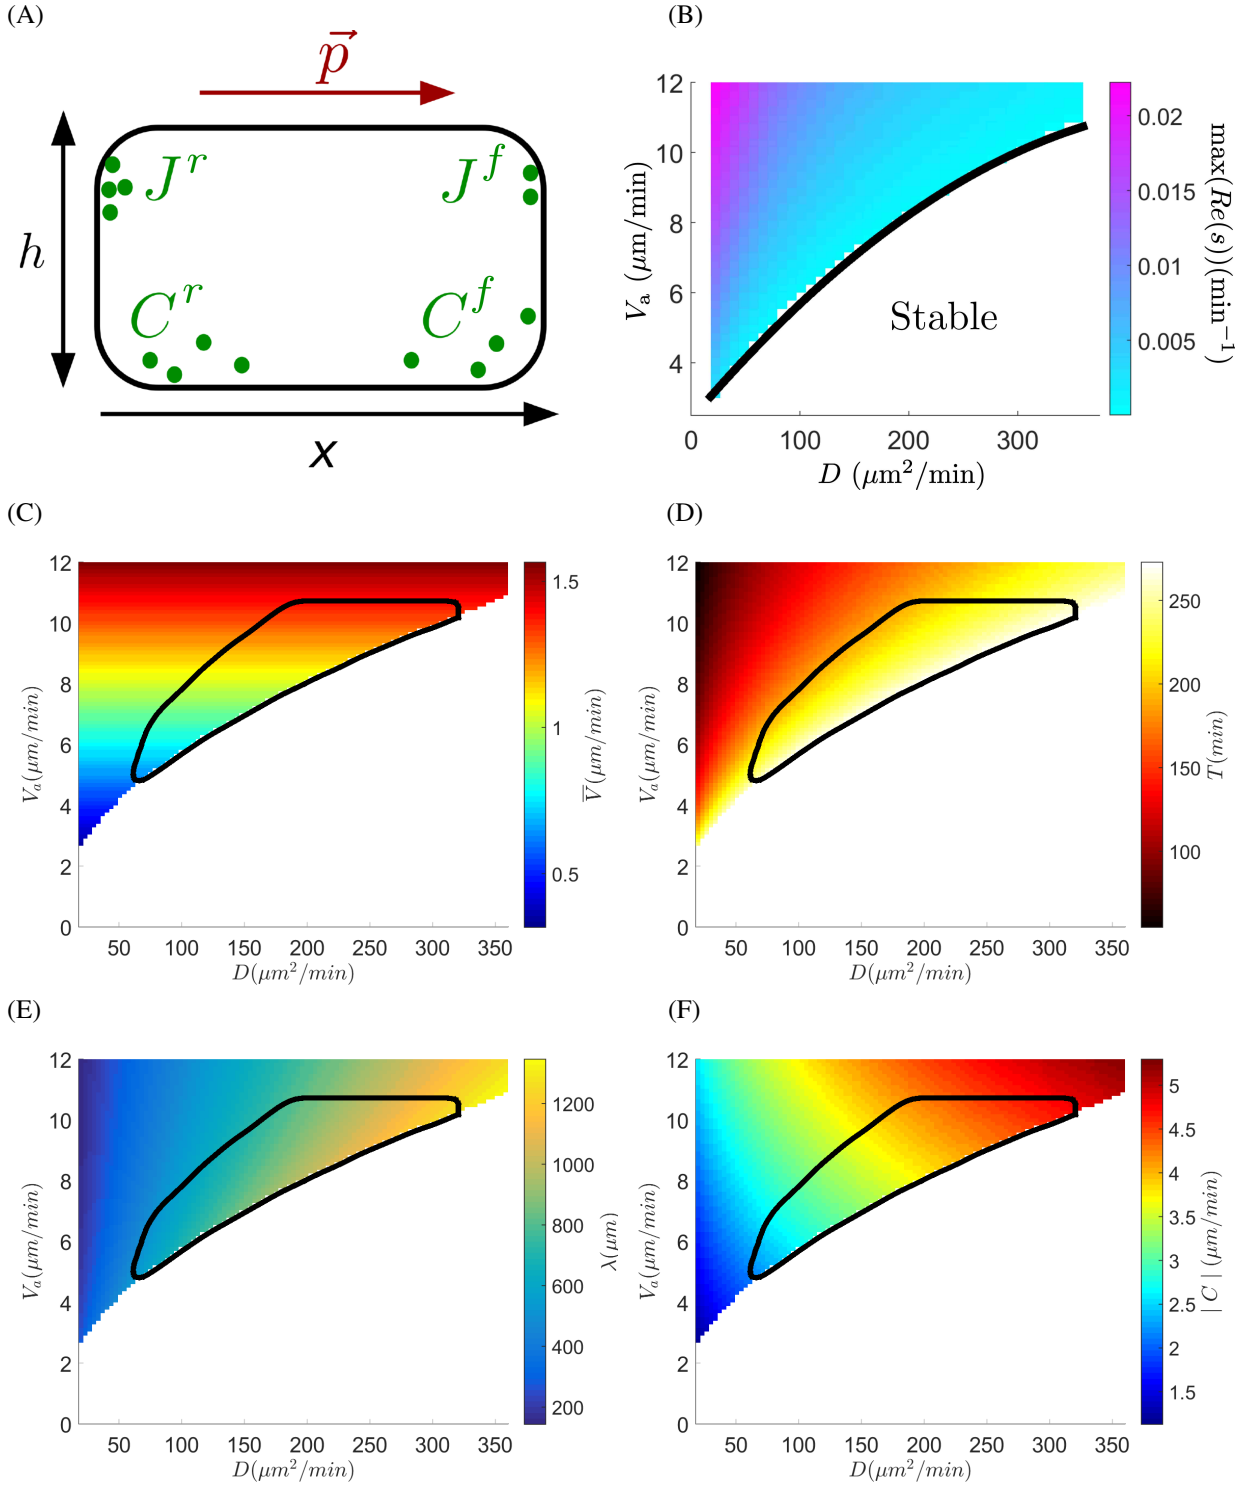 (A)
p⃗
J^r
J^f
h
C^r
C^f
x
(B)
12
10
8
6
4
V_a (μm/min)
Stable
0 100 200 300
D (μm²/min)
0.02
0.015
0.01
0.005
max(Re(s))(min⁻¹)
(C)
12
10
8
6
4
2
0
V_a(μm/min)
50 100 150 200 250 300 350
D(μm²/min)
1.5
1
0.5
V̅(μm/min)
(D)
12
10
8
6
4
2
0
V_a(μm/min)
50 100 150 200 250 300 350
D(μm²/min)
250
200
150
100
T(min)
(E)
12
10
8
6
4
2
0
V_a(μm/min)
50 100 150 200 250 300 350
D(μm²/min)
1200
1000
800
600
400
200
λ(μm)
(F)
12
10
8
6
4
2
0
V_a(μm/min)
50 100 150 200 250 300 350
D(μm²/min)
5
4.5
4
3.5
3
2.5
2
1.5
| C | (μm/min)